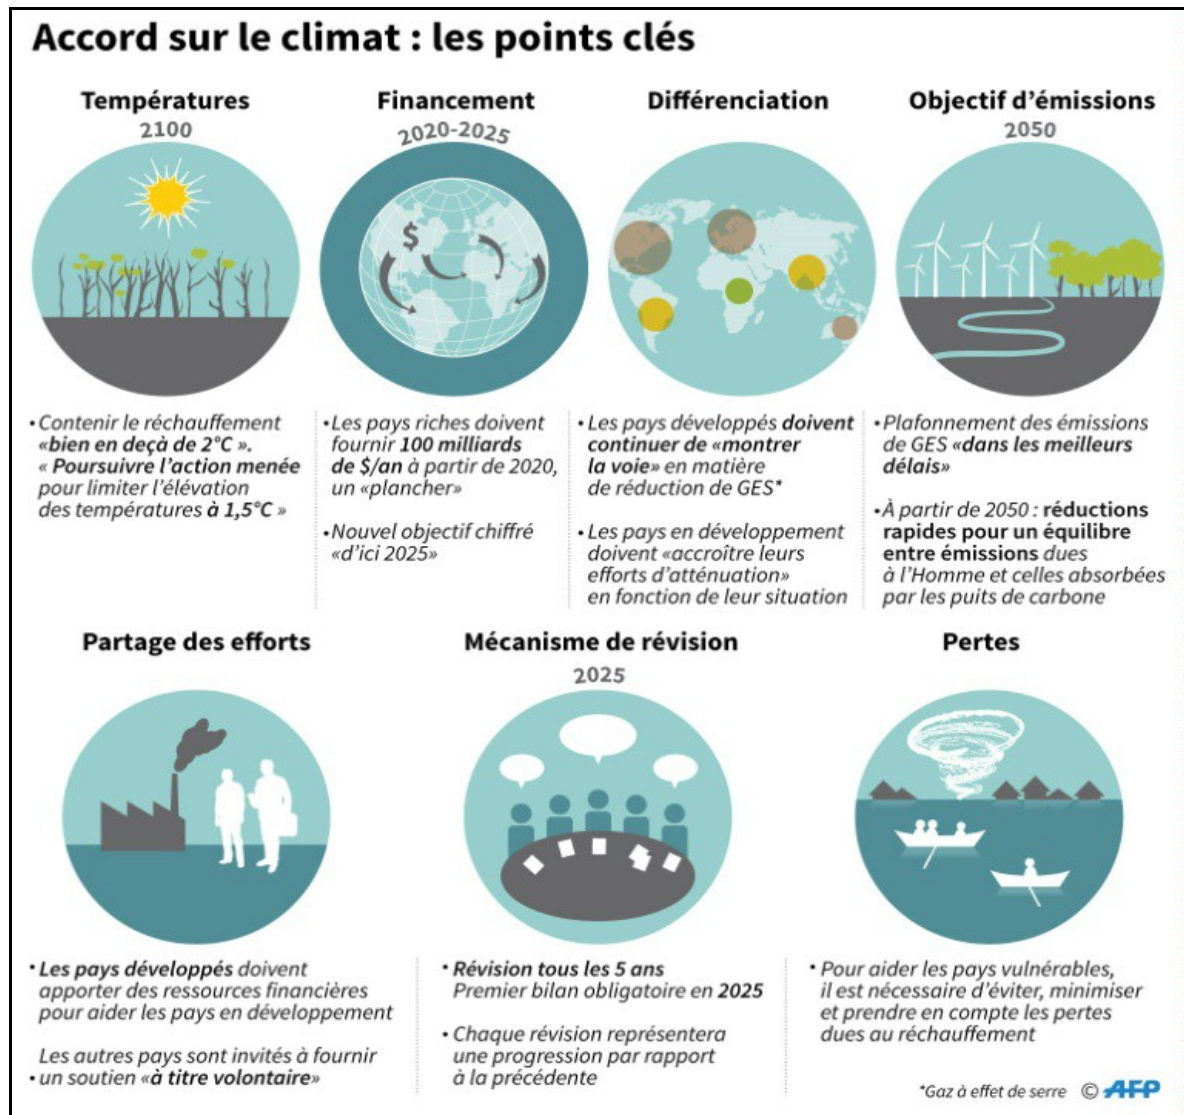 Accord sur le climat : les points clés
Températures
2100
• Contenir le réchauffement
«bien en deçà de 2°C ».
« Poursuivre l'action menée
pour limiter l'élévation
des températures à 1,5°C »
Financement
2020-2025
$
• Les pays riches doivent
fournir 100 milliards
de $/an à partir de 2020,
un «plancher»
• Nouvel objectif chiffré
«d'ici 2025»
Différenciation
• Les pays développés doivent
continuer de «montrer
la voie» en matière
de réduction de GES*
• Les pays en développement
doivent «accroître leurs
efforts d'atténuation»
en fonction de leur situation
Objectif d'émissions
2050
• Plafonnement des émissions
de GES «dans les meilleurs
délais»
• À partir de 2050 : réductions
rapides pour un équilibre
entre émissions dues
à l'Homme et celles absorbées
par les puits de carbone
Partage des efforts
• Les pays développés doivent
apporter des ressources financières
pour aider les pays en développement
Les autres pays sont invités à fournir
• un soutien «à titre volontaire»
Mécanisme de révision
2025
• Révision tous les 5 ans
Premier bilan obligatoire en 2025
• Chaque révision représentera
une progression par rapport
à la précédente
Pertes
• Pour aider les pays vulnérables,
il est nécessaire d'éviter, minimiser
et prendre en compte les pertes
dues au réchauffement
*Gaz à effet de serre © AFP